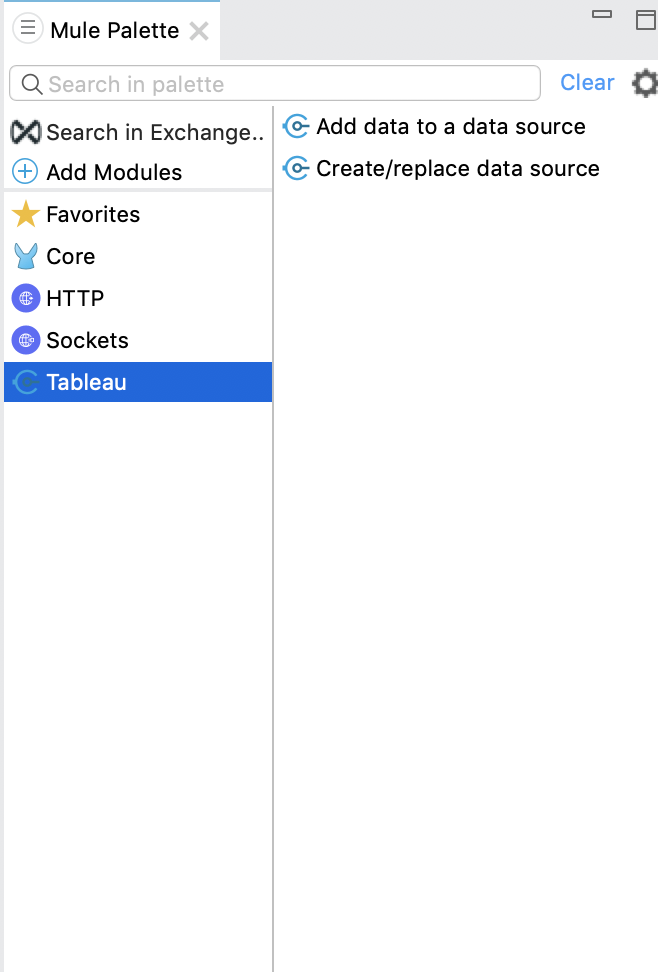 Mule Palette
Search in palette
Clear
Search in Exchange..
Add Modules
Favorites
Core
HTTP
Sockets
Tableau
Add data to a data source
Create/replace data source